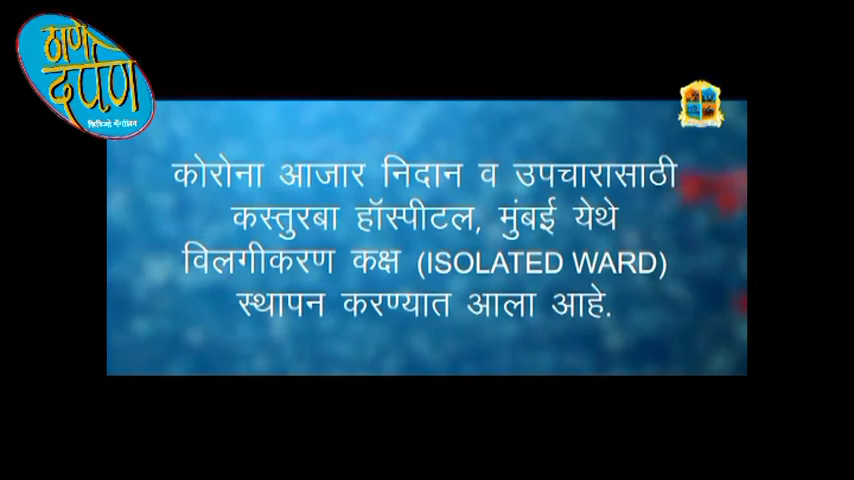 ठाणे
दर्पण
व्हिडिओ मॅगेझिन
कोरोना आजार निदान व उपचारासाठी
कस्तुरबा हॉस्पीटल, मुंबई येथे
विलगीकरण कक्ष (ISOLATED WARD)
स्थापन करण्यात आला आहे.